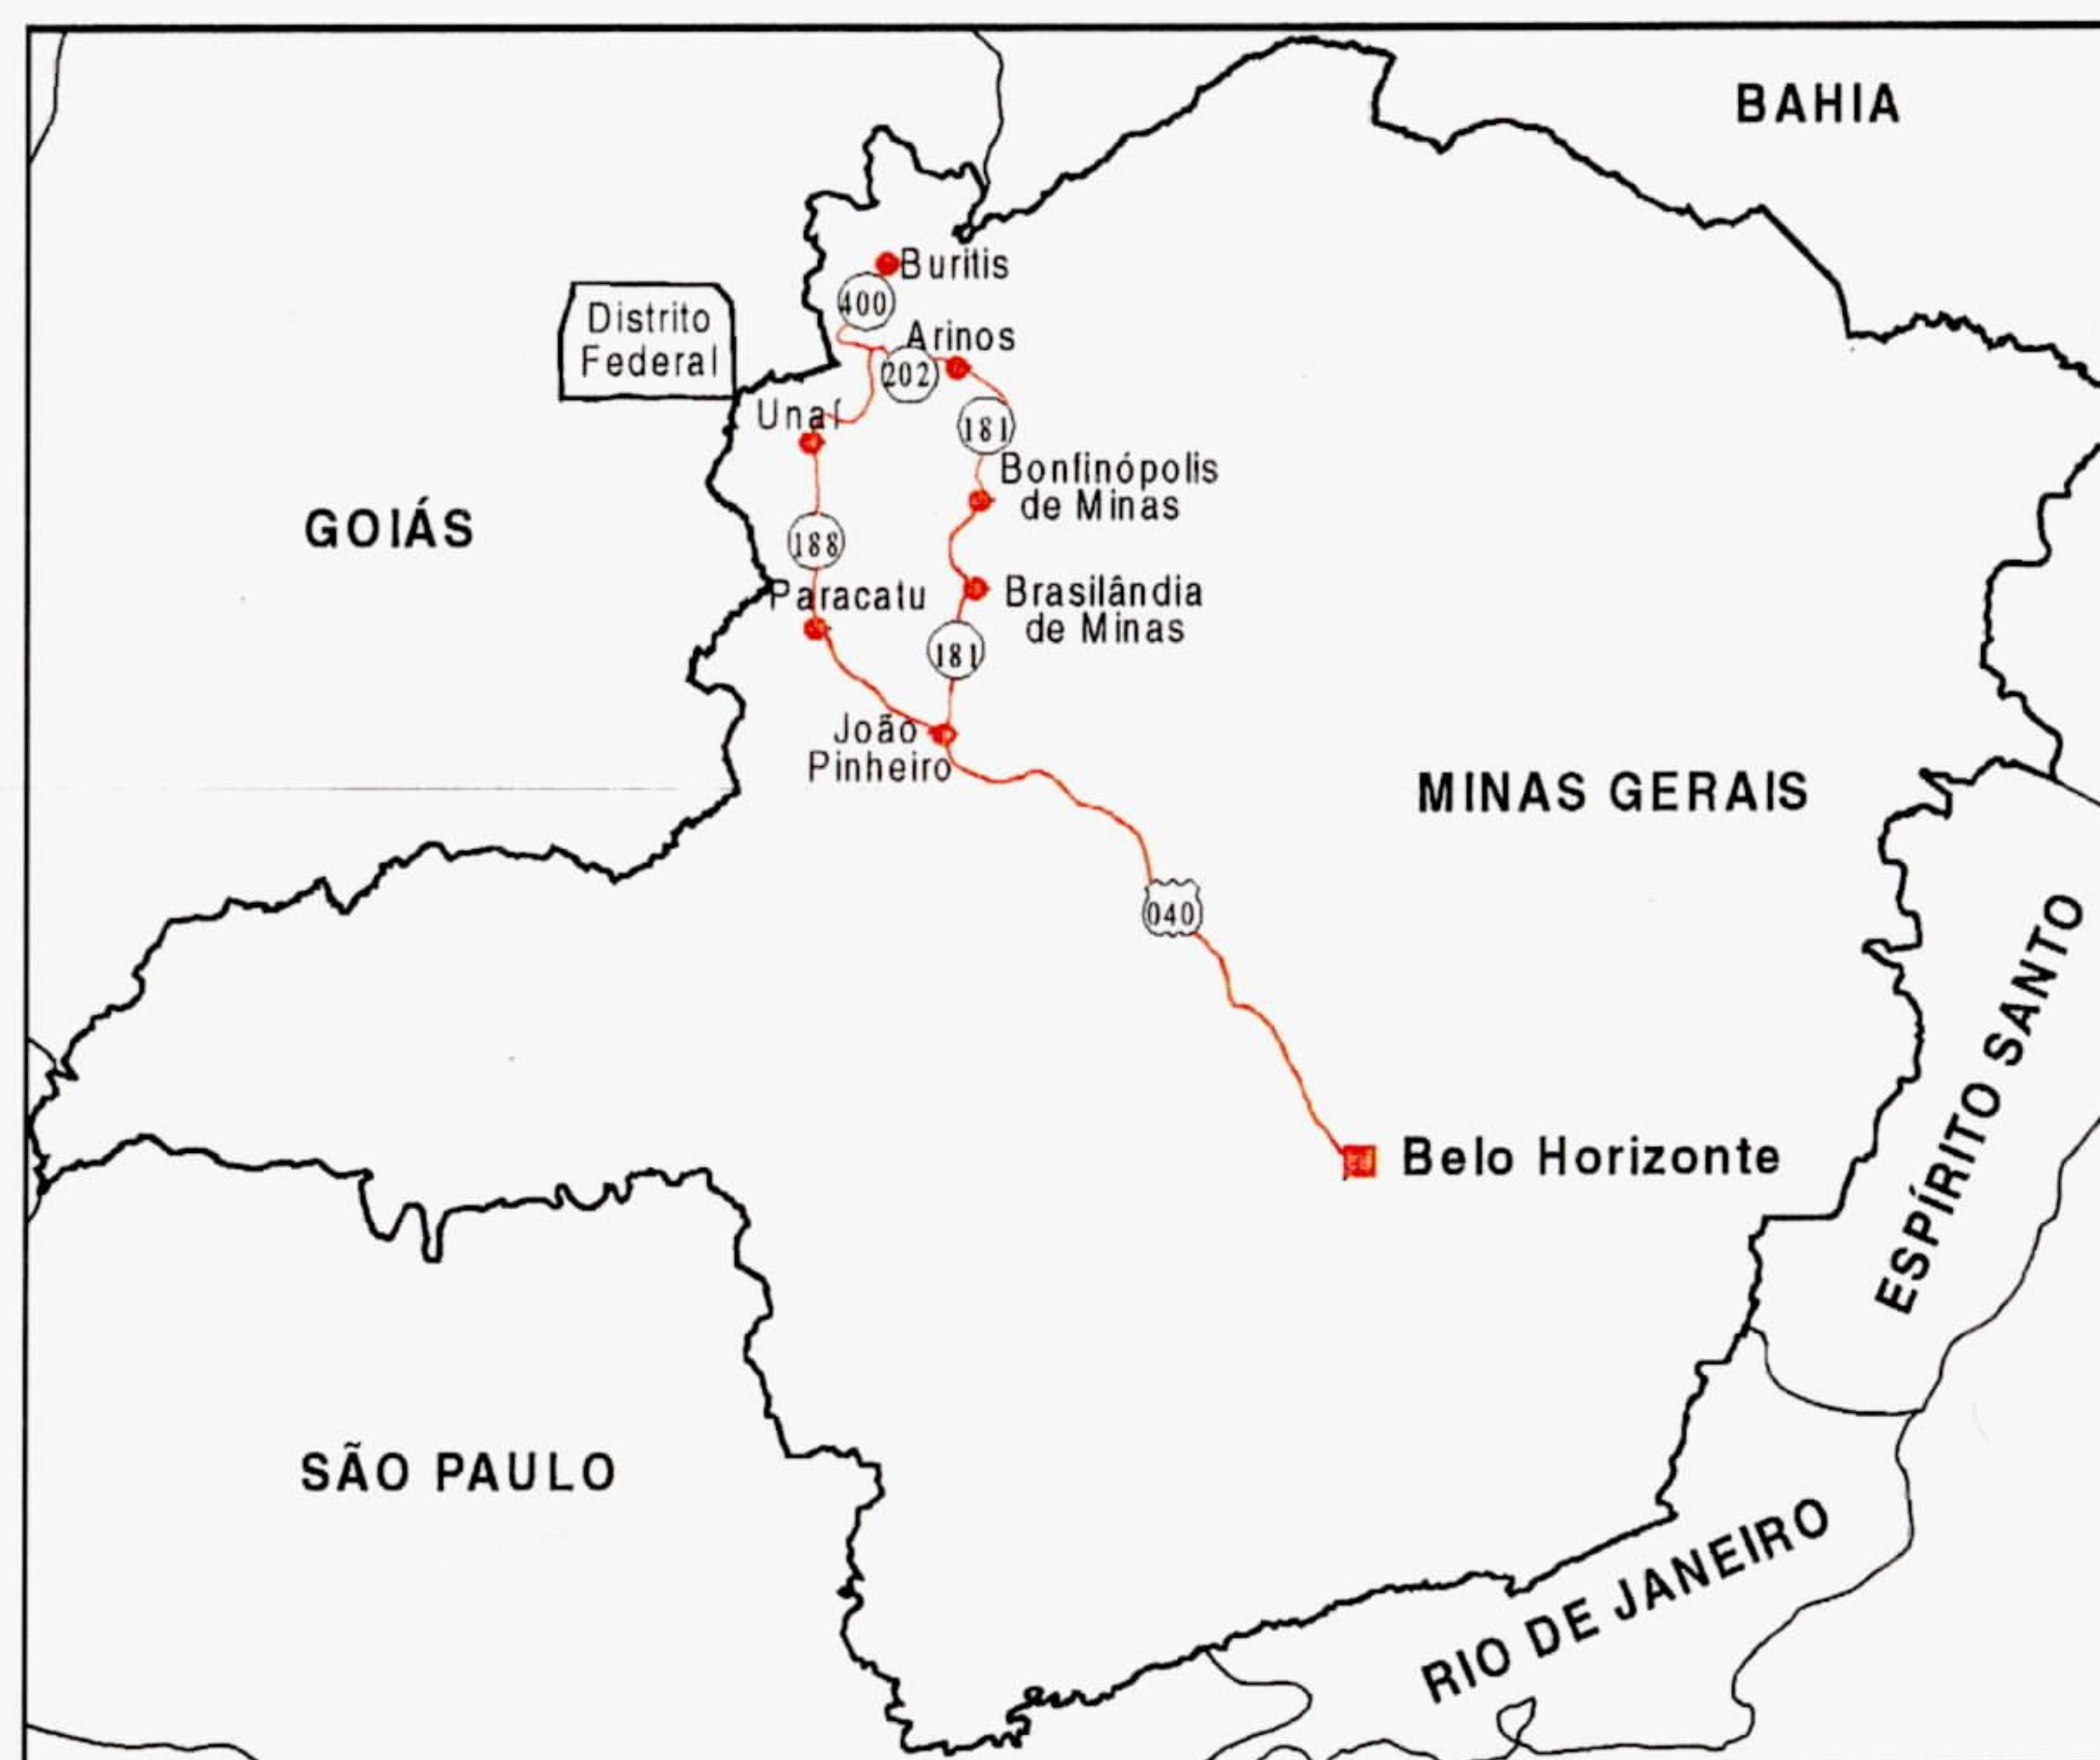 BAHIA
Buritis
400
Distrito
Federal
Arinos
202
Unaí
181
Bonfinópolis
de Minas
GOIÁS
188
Paracatu
Brasilândia
de Minas
181
João
Pinheiro
MINAS GERAIS
040
ESPÍRITO SANTO
Belo Horizonte
SÃO PAULO
RIO DE JANEIRO